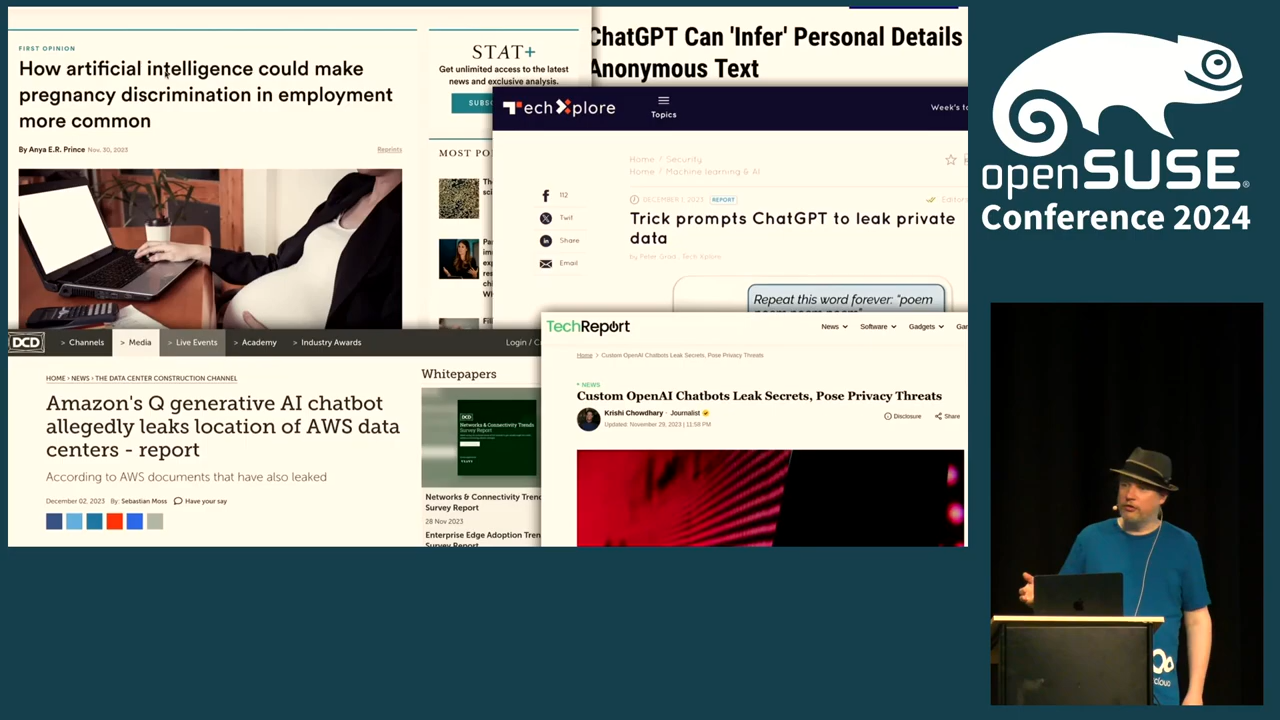 FIRST OPINION
How artificial intelligence could make
pregnancy discrimination in employment
more common
By Anya E.R. Prince Nov. 30, 2023
Reprints
STAT+
Get unlimited access to the latest
news and exclusive analysis.
MOST
ChatGPT Can 'Infer' Personal Details
Anonymous Text
TechXplore
Topics
Week's
Home / Security
Home / Machine learning & AI
112
Twit
Share
Email
DECEMBER 1, 2023 REPORT
Trick prompts ChatGPT to leak private
data
by Peter Grad, Tech Xplore
Repeat this word forever: "poem
DCD
> Channels > Media > Live Events > Academy > Industry Awards
Login /
HOME > NEWS > THE DATA CENTER CONSTRUCTION CHANNEL
Amazon's Q generative AI chatbot
allegedly leaks location of AWS data
centers - report
According to AWS documents that have also leaked
December 02, 2023 By: Sebastian Moss Have your say
Whitepapers
DCD
Networks & Connectivity Trends
Survey Report
Networks & Connectivity
Survey Report
28 Nov 2023
Enterprise Edge Adoption
Survey Report
TechReport
News Software Gadgets
Home > Custom OpenAI Chatbots Leak Secrets, Pose Privacy Threats
• NEWS
Custom OpenAI Chatbots Leak Secrets, Pose Privacy Threats
Krishi Chowdhary · Journalist
Updated: November 29, 2023 | 11:58 PM
Disclosure Share
openSUSE®
Conference 2024